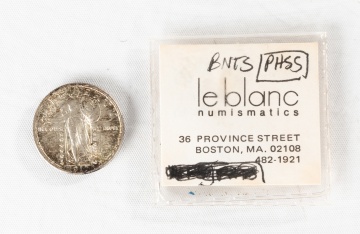 BNTS PHSS
le blanc
numismatics
36 PROVINCE STREET
BOSTON, MA. 02108
482-1921